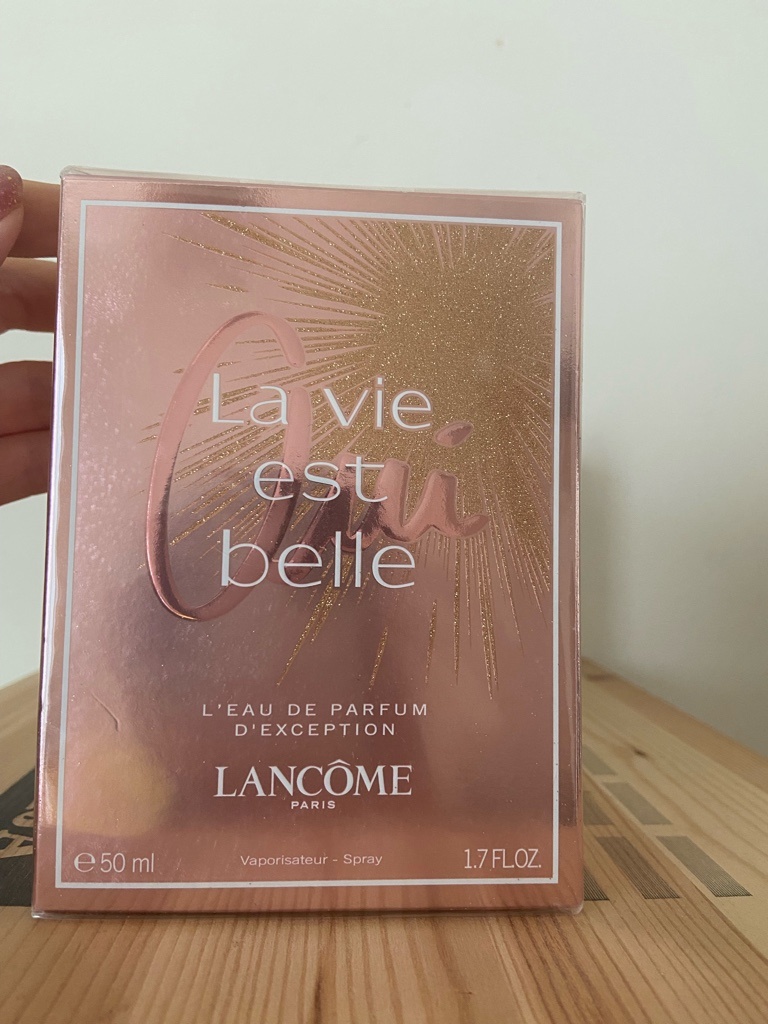 La vie
est
belle
Oui
L'EAU DE PARFUM
D'EXCEPTION
LANCÔME
PARIS
℮ 50 ml Vaporisateur - Spray 1.7 FL.OZ.